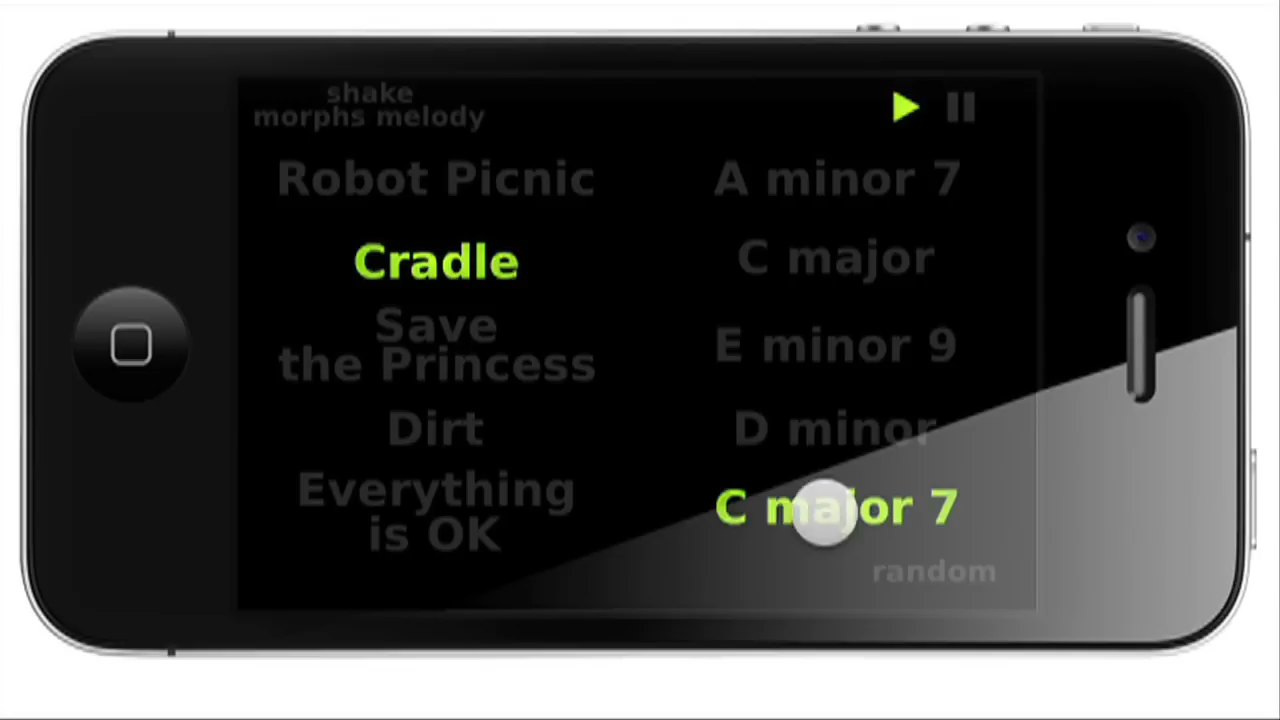 shake
morphs melody
Robot Picnic
Cradle
Save
the Princess
Dirt
Everything
is OK
A minor 7
C major
E minor 9
D minor
C major 7
random